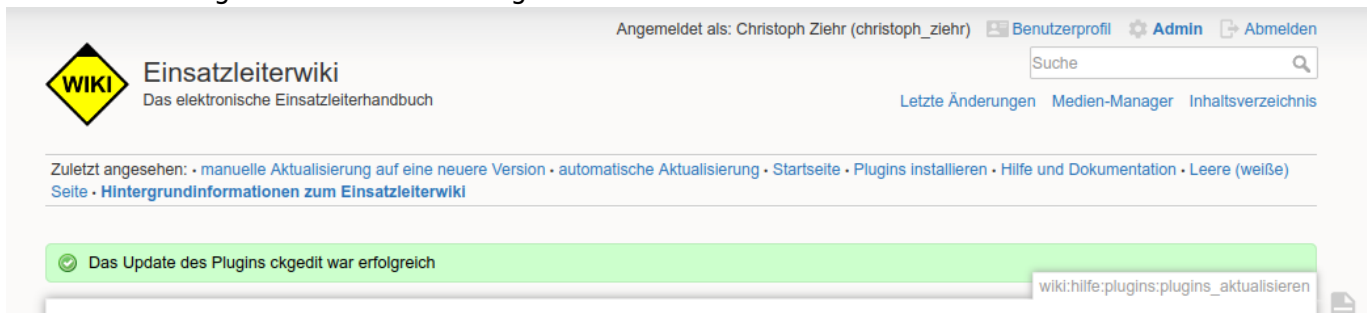 Angemeldet als: Christoph Ziehr (christoph_ziehr) Benutzerprofil Admin Abmelden
WIKI
Einsatzleiterwiki
Das elektronische Einsatzleiterhandbuch
Suche
Letzte Änderungen Medien-Manager Inhaltsverzeichnis
Zuletzt angesehen: • manuelle Aktualisierung auf eine neuere Version • automatische Aktualisierung • Startseite • Plugins installieren • Hilfe und Dokumentation • Leere (weiße)
Seite • Hintergrundinformationen zum Einsatzleiterwiki
Das Update des Plugins ckgedit war erfolgreich
wiki:hilfe:plugins:plugins_aktualisieren